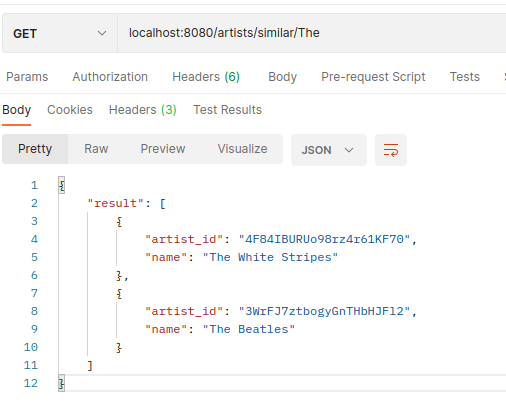 GET localhost:8080/artists/similar/The
Params Authorization Headers (6) Body Pre-request Script Tests
Body Cookies Headers (3) Test Results
Pretty Raw Preview Visualize JSON
1 {
2 "result": [
3 {
4 "artist_id": "4F84IBURUo98rz4r61KF70",
5 "name": "The White Stripes"
6 },
7 {
8 "artist_id": "3WrFJ7ztbogyGnTHbHJFl2",
9 "name": "The Beatles"
10 }
11 ]
12 }